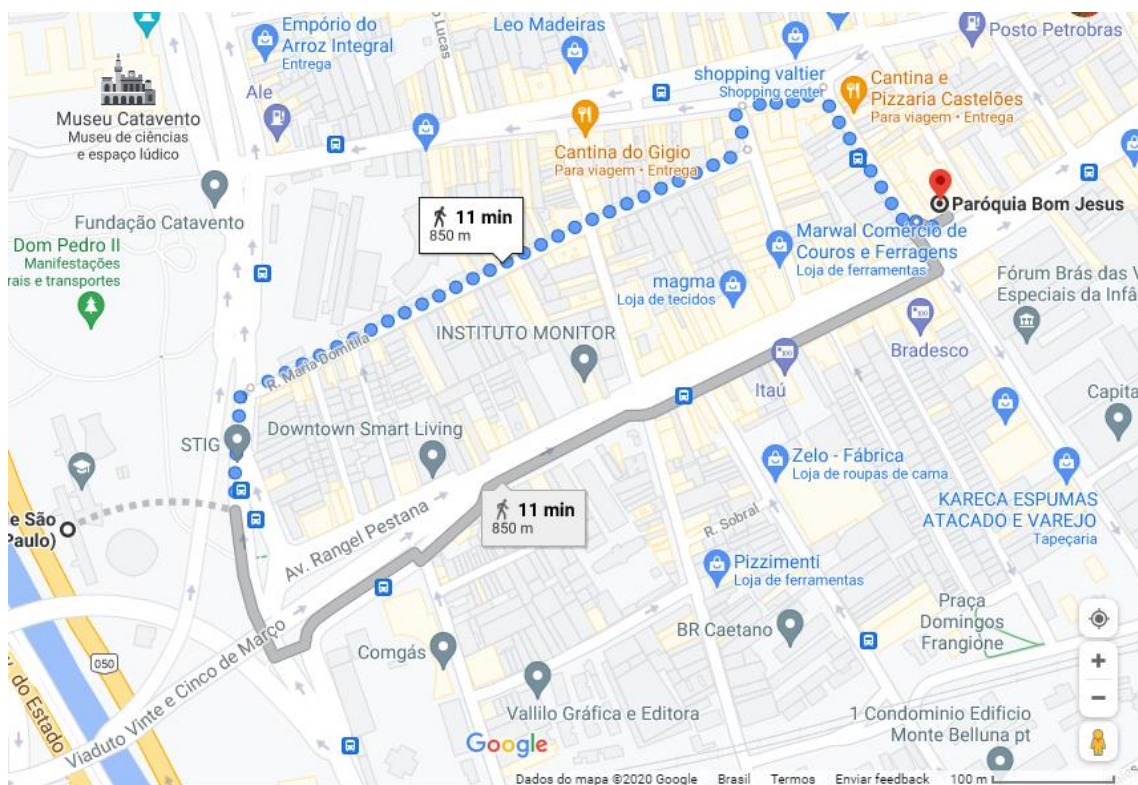 Lucas
Empório do
Arroz Integral
Entrega
Leo Madeiras
Posto Petrobras
shopping valtier
Shopping center
Cantina e
Pizzaria Castelões
Para viagem • Entrega
Ale
Museu Catavento
Museu de ciências
e espaço lúdico
Cantina do Gigio
Para viagem • Entrega
Fundação Catavento
11 min
850 m
Paróquia Bom Jesus
Dom Pedro II
Manifestações
rais e transportes
Marwal Comércio de
Couros e Ferragens
Loja de ferramentas
magma
Loja de tecidos
Fórum Brás das V
Especiais da Infâ
INSTITUTO MONITOR
Bradesco
R. Maria Domitila
Itaú
Capita
STIG
Downtown Smart Living
Zelo - Fábrica
Loja de roupas de cama
KARECA ESPUMAS
ATACADO E VAREJO
Tapeçaria
e São
Paulo)
11 min
850 m
Av. Rangel Pestana
R. Sobral
Pizzimenti
Loja de ferramentas
Praça
Domingos
Frangione
BR Caetano
Viaduto Vinte e Cinco de Março
Comgás
050
do Estado
Vallilo Gráfica e Editora
1 Condominio Edificio
Monte Belluna pt
Google
Dados do mapa ©2020 Google Brasil Termos Enviar feedback 100 m